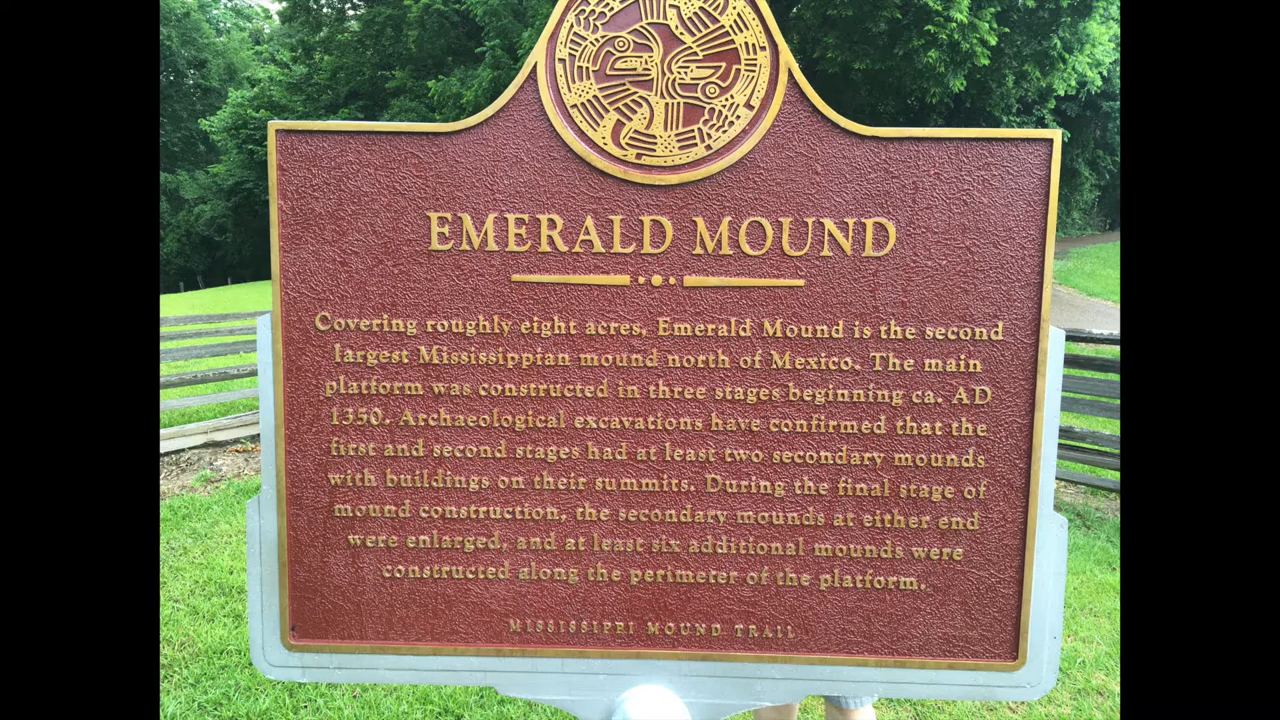 EMERALD MOUND
Covering roughly eight acres, Emerald Mound is the second
largest Mississippian mound north of Mexico. The main
platform was constructed in three stages beginning ca. AD
1350. Archaeological excavations have confirmed that the
first and second stages had at least two secondary mounds
with buildings on their summits. During the final stage of
mound construction, the secondary mounds at either end
were enlarged, and at least six additional mounds were
constructed along the perimeter of the platform.
MISSISSIPPI MOUND TRAIL